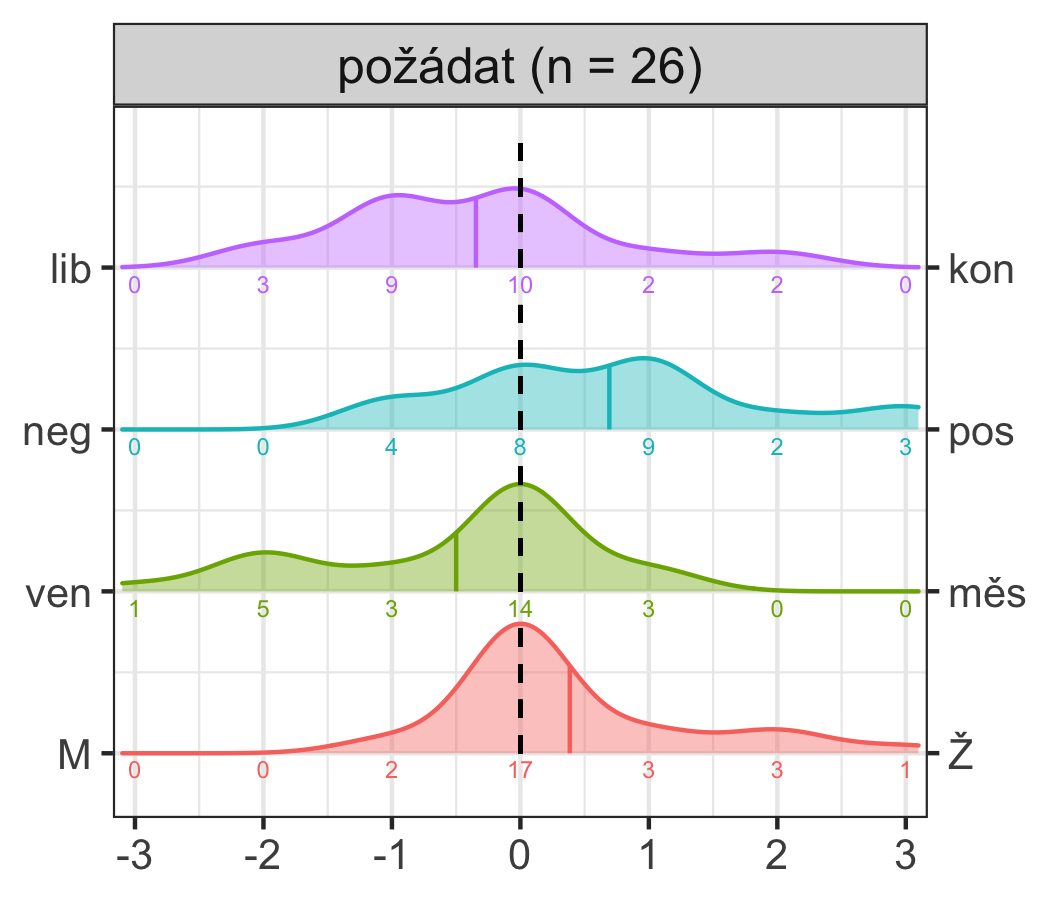 požádat (n = 26)
lib kon
0 3 9 10 2 2 0
neg pos
0 0 4 8 9 2 3
ven měs
1 5 3 14 3 0 0
M Ž
0 0 2 17 3 3 1
-3 -2 -1 0 1 2 3